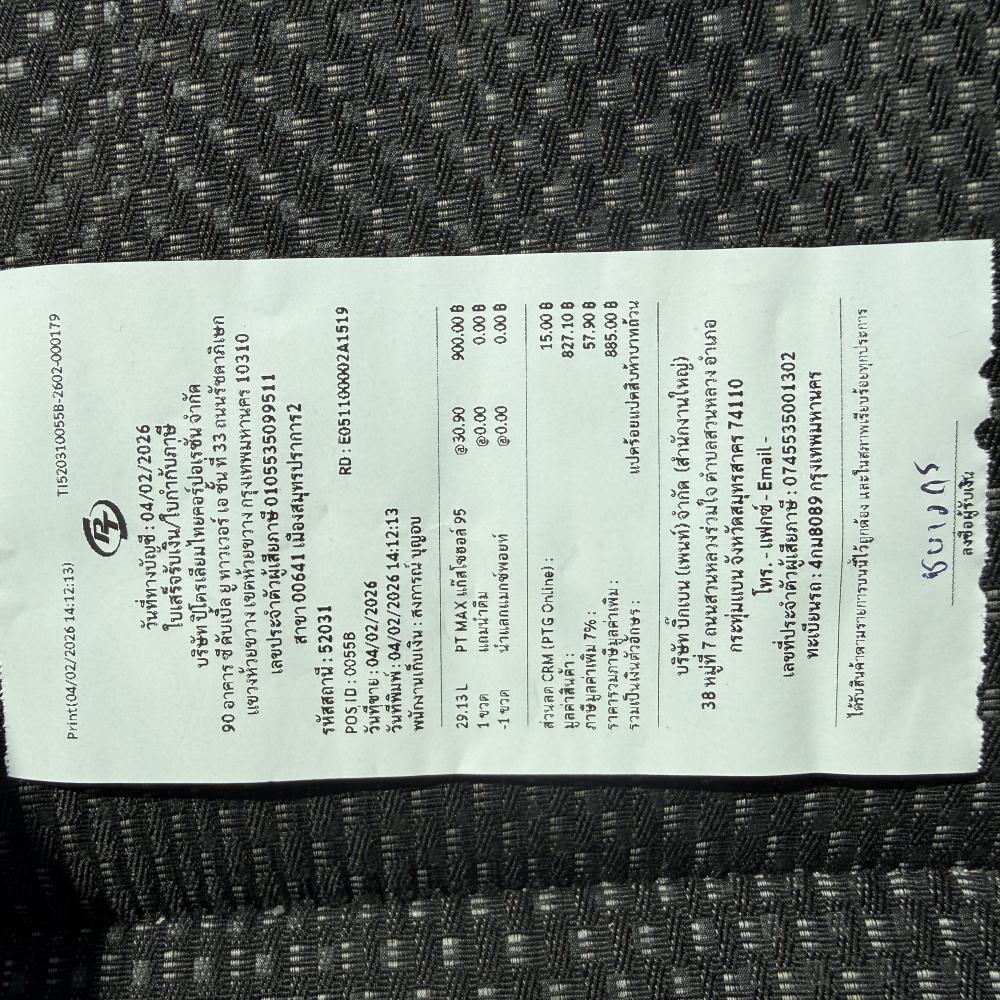 Print(04/02/2026 14:12:13) TI520310055B-2602-000179
PT
วันที่ทางบัญชี : 04/02/2026
ใบเสร็จรับเงิน/ใบกำกับภาษี
บริษัท ปิโตรเลียมไทยคอร์ปอเรชั่น จำกัด
90 อาคาร ซี ดับเบิ้ล ยู ทาวเวอร์ เอ ชั้น ที่ 33 ถนนรัชดาภิเษก
แขวงห้วยขวาง เขตห้วยขวาง กรุงเทพมหานคร 10310
เลขประจำตัวผู้เสียภาษี 0105535099511
สาขา 00641 เมืองสมุทรปราการ2
รหัสสถานี : 52031
POS ID : 0055B RD : E051100002A1519
วันที่ขาย : 04/02/2026
วันที่พิมพ์ : 04/02/2026 14:12:13
พนักงานเก็บเงิน : สงการณ์ บุญอบ
29.13 L PT MAX แก๊สโซฮอล์ 95 @30.90 900.00 ฿
1 ขวด แถมน้ำดื่ม @0.00 0.00 ฿
-1 ขวด น้ำแลกแมกซ์พอยท์ @0.00 0.00 ฿
ส่วนลด CRM (PTG Online) : 15.00 ฿
มูลค่าสินค้า : 827.10 ฿
ภาษีมูลค่าเพิ่ม 7% : 57.90 ฿
ราคารวมภาษีมูลค่าเพิ่ม : 885.00 ฿
รวมเป็นเงินตัวอักษร : แปดร้อยแปดสิบห้าบาทถ้วน
บริษัท บิ๊กเบน (แพนท์) จำกัด (สำนักงานใหญ่)
38 หมู่ที่ 7 ถนนสวนหลวงร่วมใจ ตำบลสวนหลวง อำเภอ
กระทุ่มแบน จังหวัดสมุทรสาคร 74110
โทร. - แฟกซ์ - Email -
เลขที่ประจำตัวผู้เสียภาษี : 0745535001302
ทะเบียนรถ : 4กม8089 กรุงเทพมหานคร
ได้รับสินค้าตามรายการบนนี้ไว้ถูกต้อง และในสภาพเรียบร้อยทุกประการ
ลงชื่อผู้รับเงิน